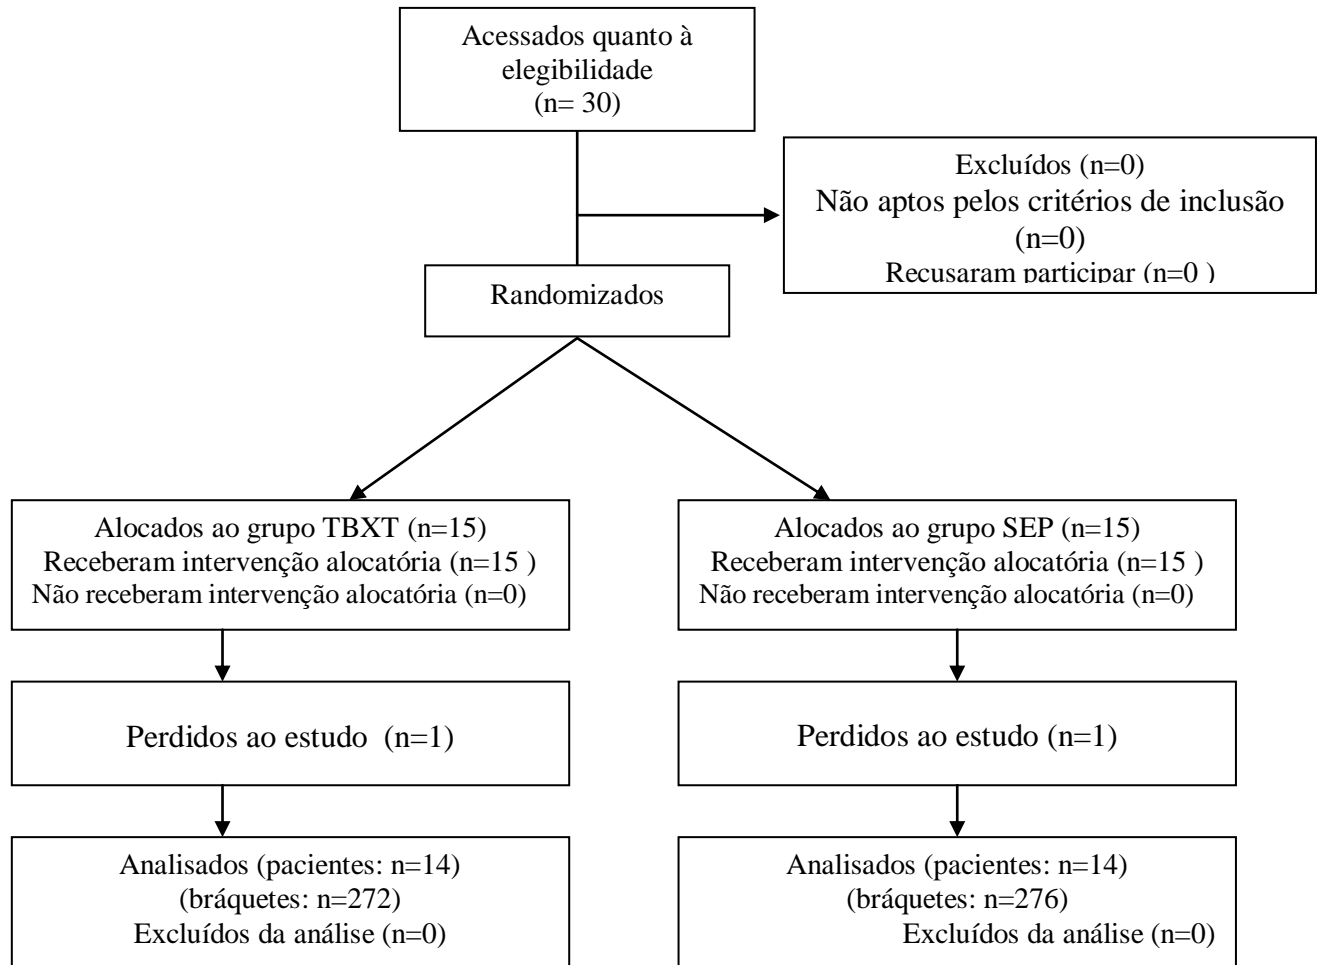 Acessados quanto à
elegibilidade
(n= 30)
Excluídos (n=0)
Não aptos pelos critérios de inclusão
(n=0)
Recusaram participar (n=0 )
Randomizados
Alocados ao grupo TBXT (n=15)
Receberam intervenção alocatória (n=15 )
Não receberam intervenção alocatória (n=0)
Alocados ao grupo SEP (n=15)
Receberam intervenção alocatória (n=15 )
Não receberam intervenção alocatória (n=0)
Perdidos ao estudo  (n=1)
Perdidos ao estudo (n=1)
Analisados (pacientes: n=14)
(bráquetes: n=272)
Excluídos da análise (n=0)
Analisados (pacientes: n=14)
(bráquetes: n=276)
Excluídos da análise (n=0)